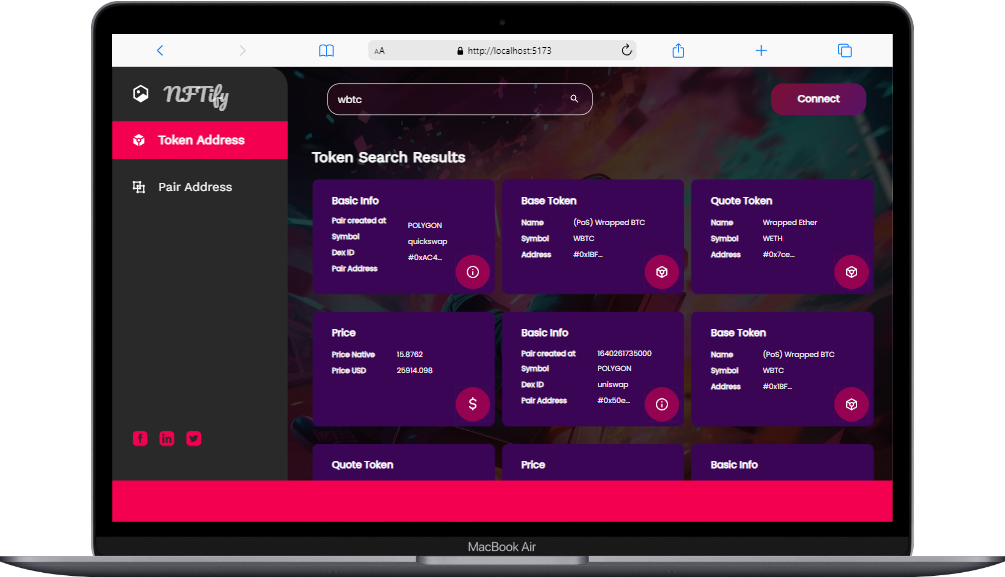 AA http://localhost:5173
NFTify
wbtc
Connect
Token Address
Pair Address
Token Search Results
Basic Info
Pair created at
Symbol POLYGON
Dex ID quickswap
Pair Address #0xAC4...
Base Token
Name (PoS) Wrapped BTC
Symbol WBTC
Address #0x1BF...
Quote Token
Name Wrapped Ether
Symbol WETH
Address #0x7ce...
Price
Price Native 15.8762
Price USD 25914.098
Basic Info
Pair created at 1640261735000
Symbol POLYGON
Dex ID uniswap
Pair Address #0x50e...
Base Token
Name (PoS) Wrapped BTC
Symbol WBTC
Address #0x1BF...
Quote Token
Price
Basic Info
MacBook Air